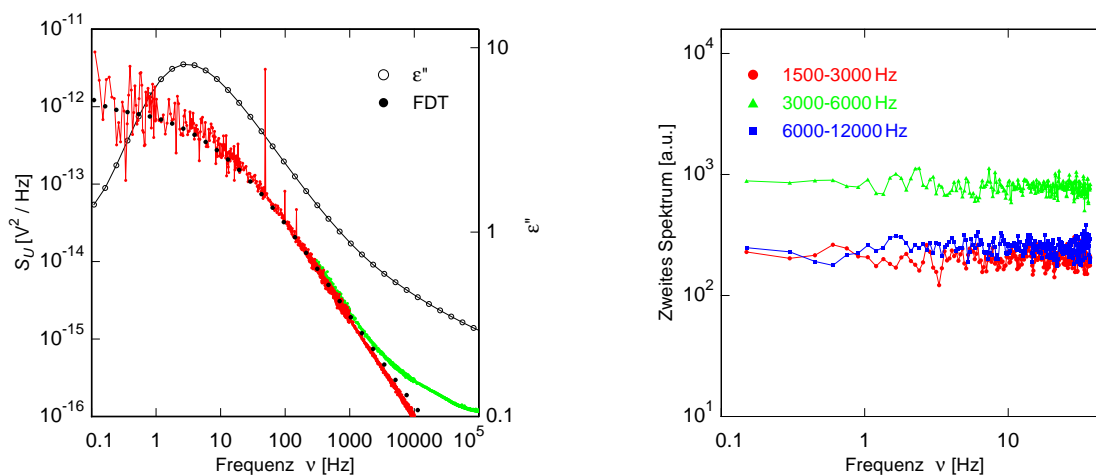 10^-11
10^-12
10^-13
10^-14
10^-15
10^-16
S_U [V^2 / Hz]
10
1
0.1
ε''
ε''
FDT
0.1 1 10 100 1000 10000 10^5
Frequenz ν [Hz]
10^4
10^3
10^2
10^1
Zweites Spektrum [a.u.]
1500-3000 Hz
3000-6000 Hz
6000-12000 Hz
0.1 1 10
Frequenz ν [Hz]